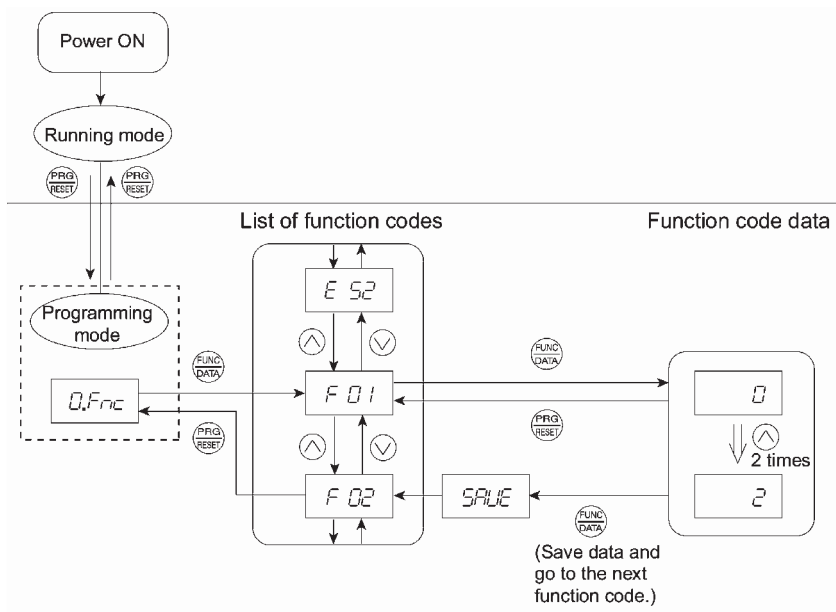 Power ON
Running mode
PRG
RESET
PRG
RESET
List of function codes
Function code data
E 52
Programming
mode
FUNC
DATA
FUNC
DATA
0.Fnc
F 01
0
PRG
RESET
PRG
RESET
2 times
F 02
SAVE
2
FUNC
DATA
(Save data and
go to the next
function code.)